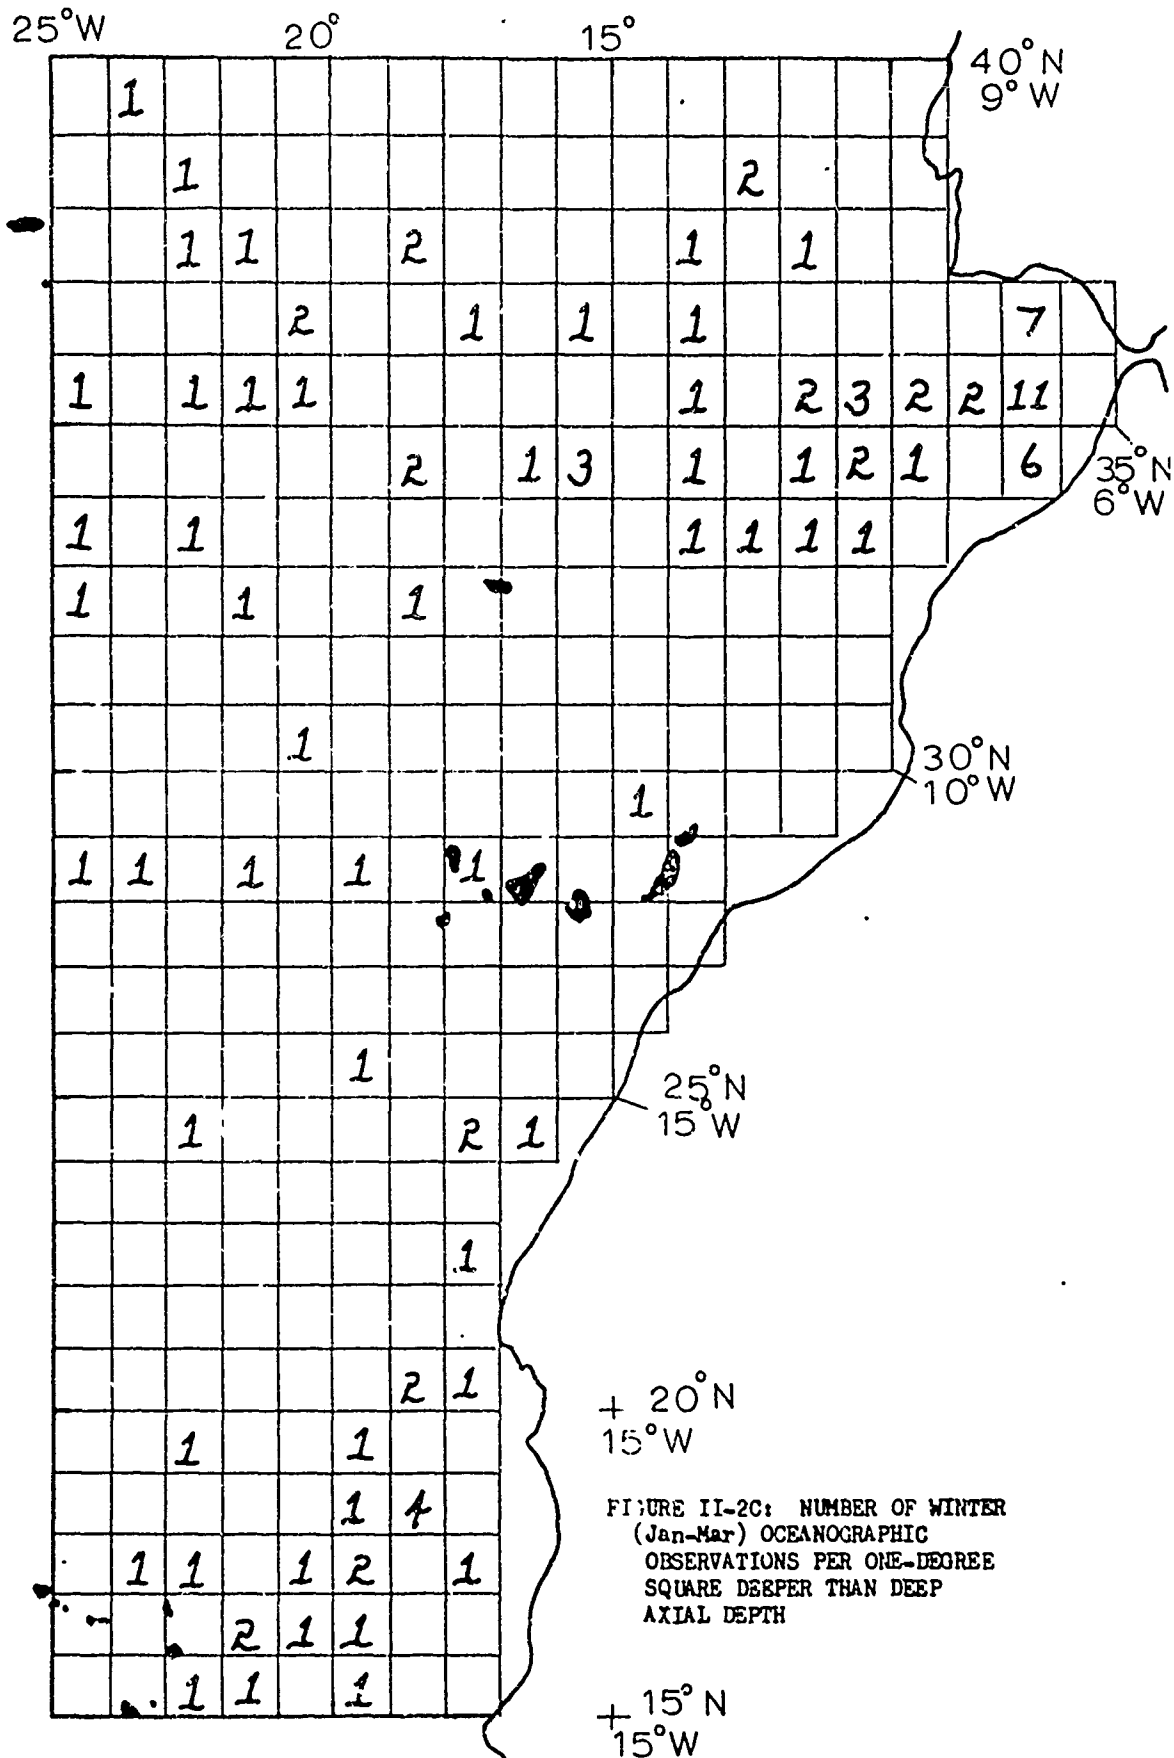 25°W 20° 15°
40°N
9°W
1
1 2
1 1 2 1 1
2 1 1 1 7
1 1 1 1 1 2 3 2 2 11
2 1 3 1 1 2 1 6
35°N
6°W
1 1 1 1 1 1
1 1 1
1
30°N
10°W
1
1 1 1 1 1
1
25°N
15°W
1 2 1
1
2 1
+ 20°N
15°W
1 1
1 4
FIGURE II-2C: NUMBER OF WINTER
(Jan-Mar) OCEANOGRAPHIC
OBSERVATIONS PER ONE-DEGREE
SQUARE DEEPER THAN DEEP
AXIAL DEPTH
1 1 1 2 1
2 1 1
1 1 1
+ 15°N
15°W